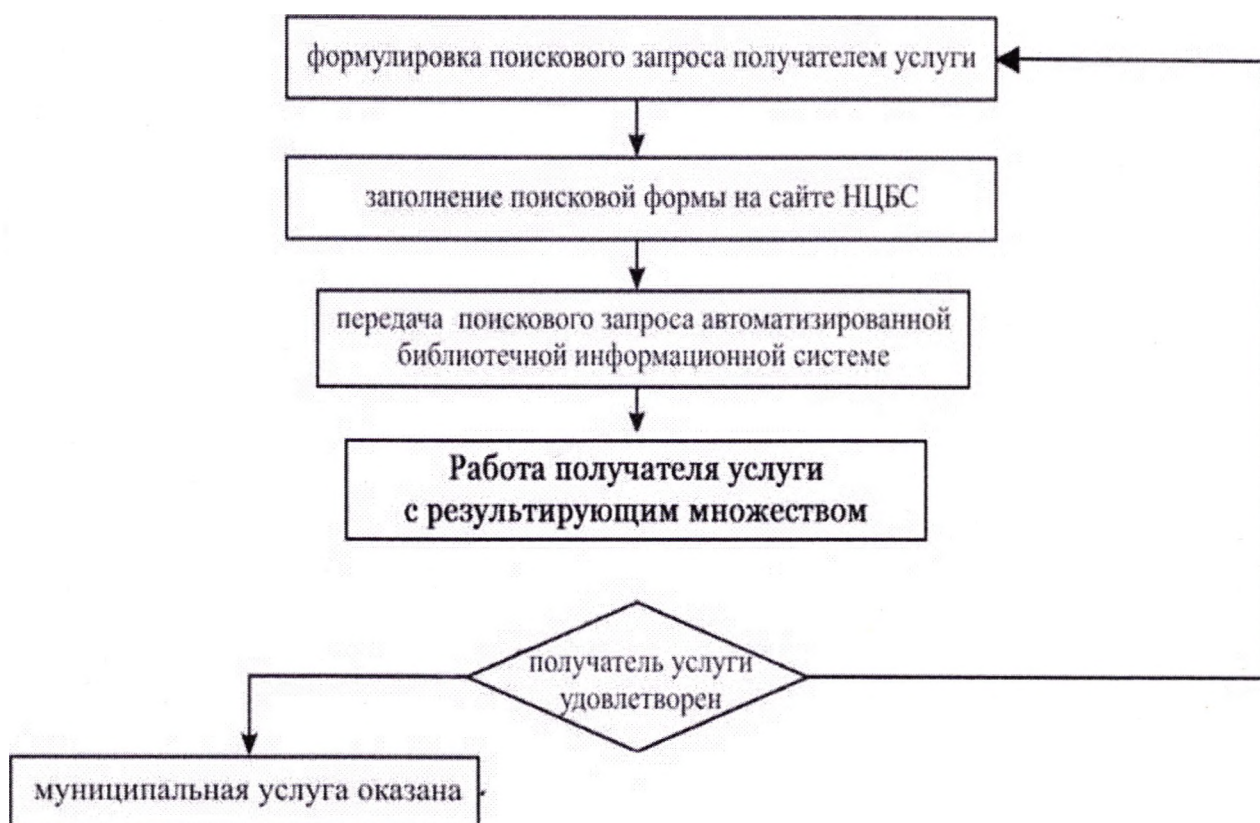 формулировка поискового запроса получателем услуги
заполнение поисковой формы на сайте НЦБС
передача поискового запроса автоматизированной
библиотечной информационной системе
Работа получателя услуги
с результирующим множеством
получатель услуги
удовлетворен
муниципальная услуга оказана